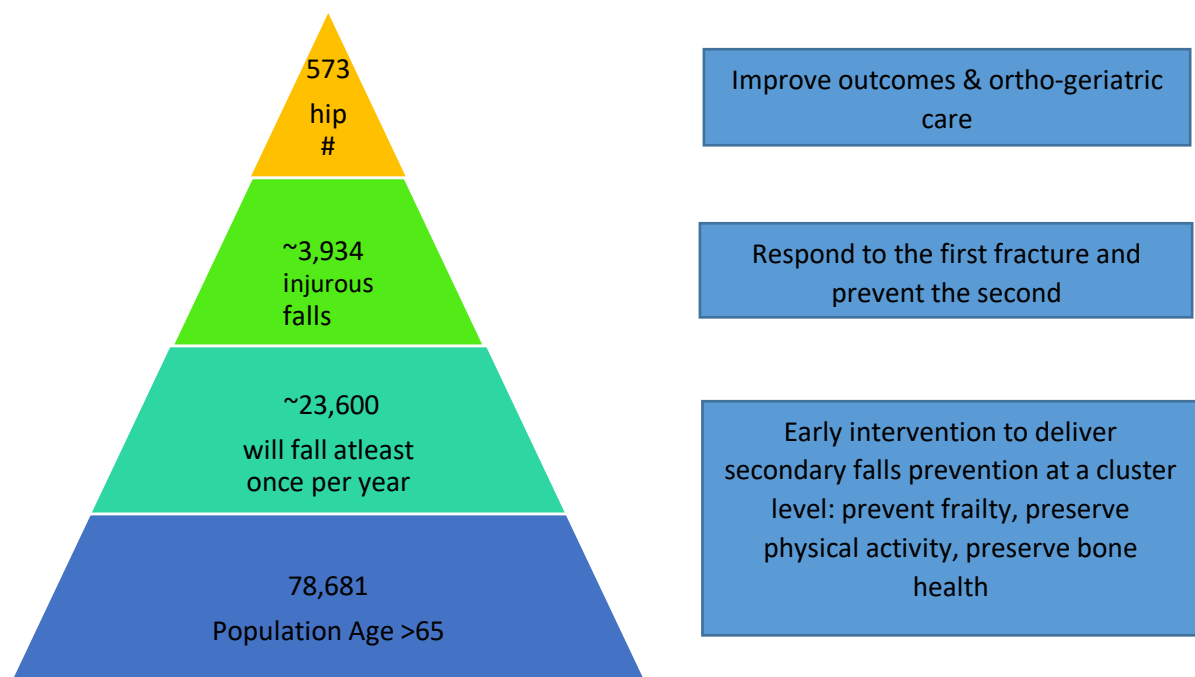 573
hip
#
Improve outcomes & ortho-geriatric
care
~3,934
injurous
falls
Respond to the first fracture and
prevent the second
~23,600
will fall atleast
once per year
Early intervention to deliver
secondary falls prevention at a cluster
level: prevent frailty, preserve
physical activity, preserve bone
health
78,681
Population Age >65